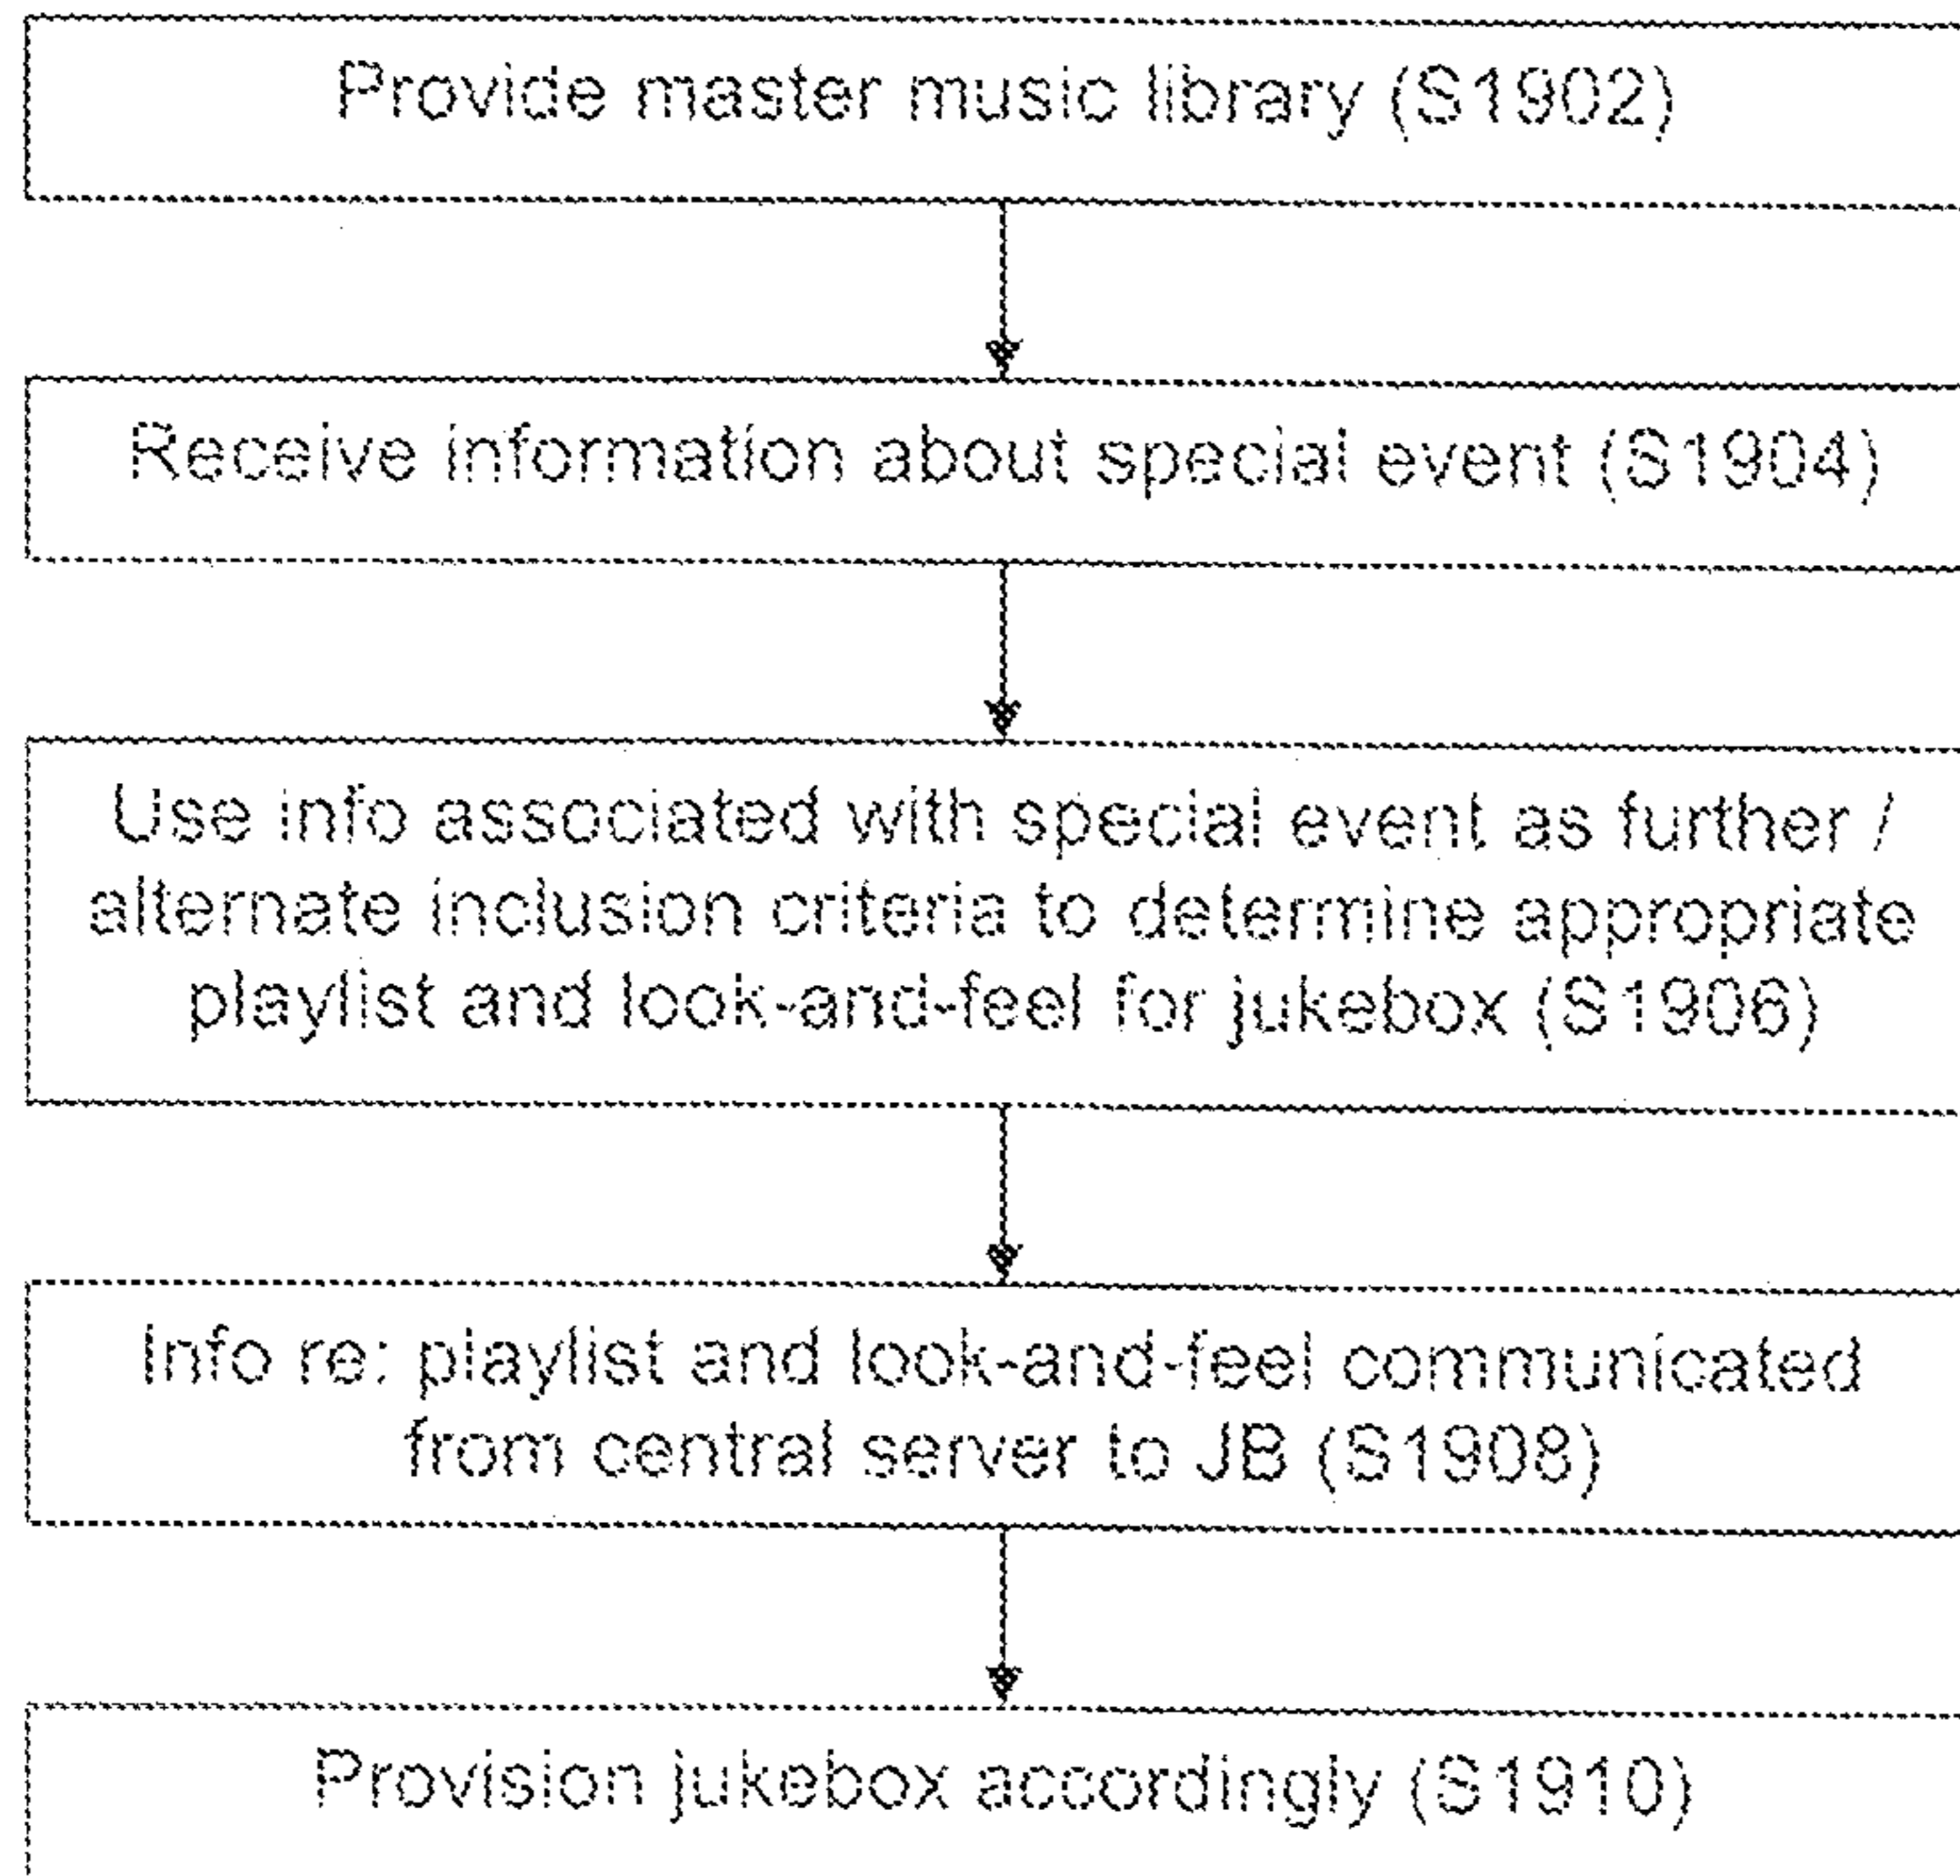 Provide master music library (S1902)
Receive information about special event (S1904)
Use info associated with special event as further /
alternate inclusion criteria to determine appropriate
playlist and look-and-feel for jukebox (S1906)
Info re: playlist and look-and-feel communicated
from central server to JB (S1908)
Provision jukebox accordingly (S1910)